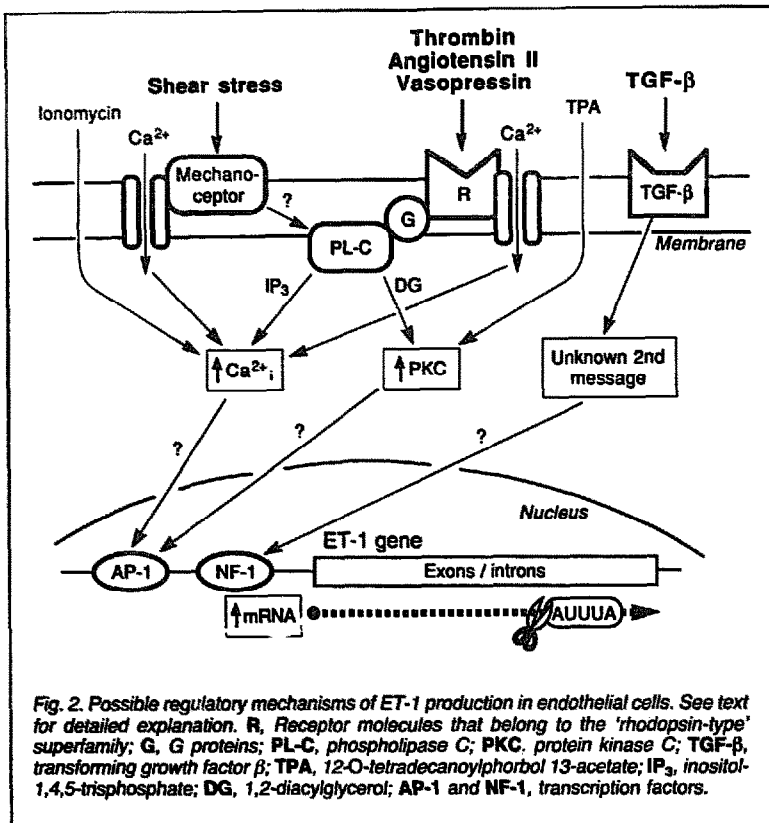 Thrombin
Angiotensin II
Vasopressin
TGF-β
Shear stress
TPA
Ionomycin
Ca²⁺
Ca²⁺
Mechano-
ceptor
?
R
TGF-β
G
PL-C
Membrane
IP₃
DG
↑Ca²⁺ᵢ
↑PKC
Unknown 2nd
message
?
?
?
Nucleus
ET-1 gene
AP-1
NF-1
Exons / introns
↑mRNA
AUUUA
Fig. 2. Possible regulatory mechanisms of ET-1 production in endothelial cells. See text
for detailed explanation. R, Receptor molecules that belong to the 'rhodopsin-type'
superfamily; G, G proteins; PL-C, phospholipase C; PKC. protein kinase C; TGF-β,
transforming growth factor β; TPA, 12-O-tetradecanoylphorbol 13-acetate; IP₃, inositol-
1,4,5-trisphosphate; DG, 1,2-diacylglycerol; AP-1 and NF-1, transcription factors.